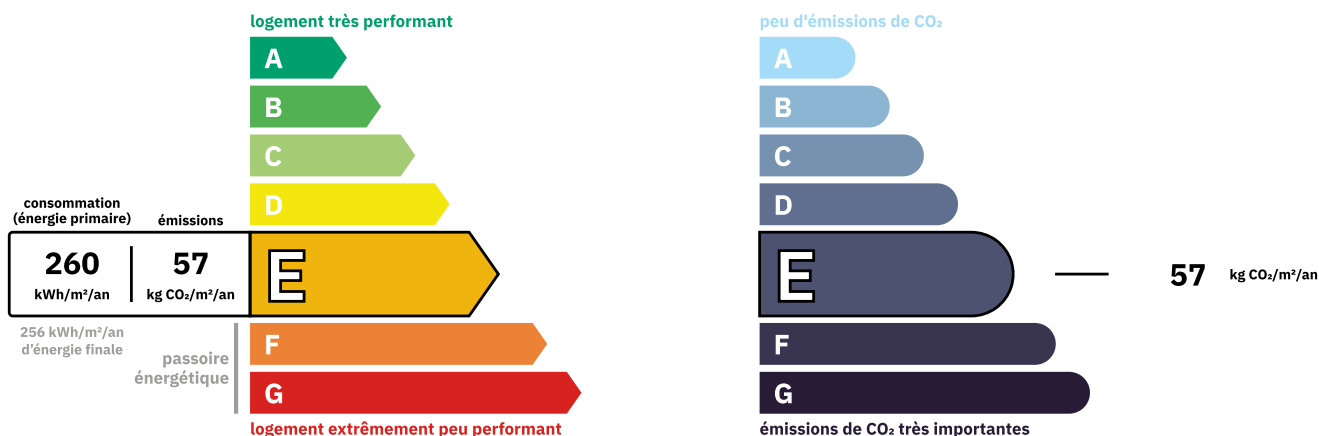 logement très performant
A
B
C
D
consommation
(énergie primaire)
émissions
260
kWh/m²/an
57
kg CO₂/m²/an
E
256 kWh/m²/an
d'énergie finale
passoire
énergétique
F
G
logement extrêmement peu performant
peu d'émissions de CO₂
A
B
C
D
E
57 kg CO₂/m²/an
F
G
émissions de CO₂ très importantes